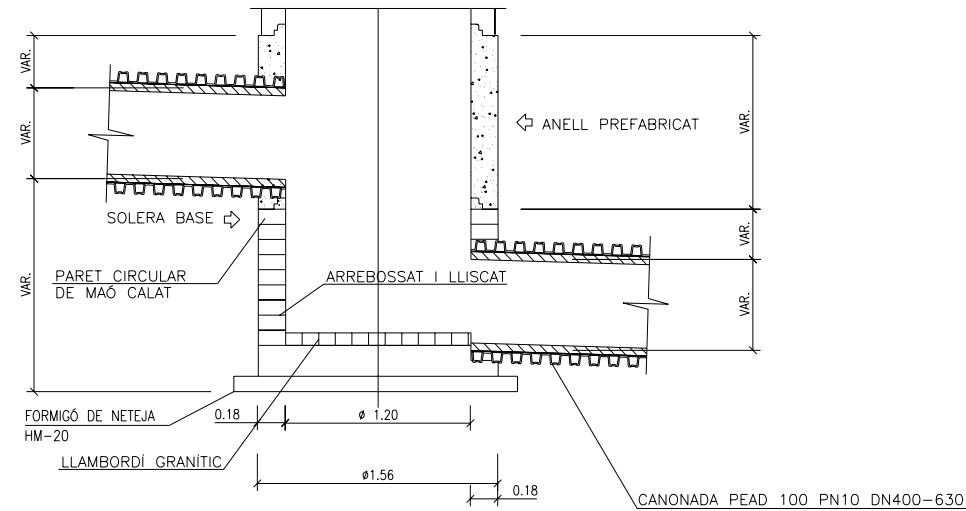 VAR.
VAR.
VAR.
ANELL PREFABRICAT
VAR.
SOLERA BASE
PARET CIRCULAR
DE MAÓ CALAT
ARREBOSSAT I LLISCAT
VAR.
VAR.
FORMIGÓ DE NETEJA
HM-20
0.18
ø 1.20
LLAMBORDÍ GRANÍTIC
ø1.56
0.18
CANONADA PEAD 100 PN10 DN400-630